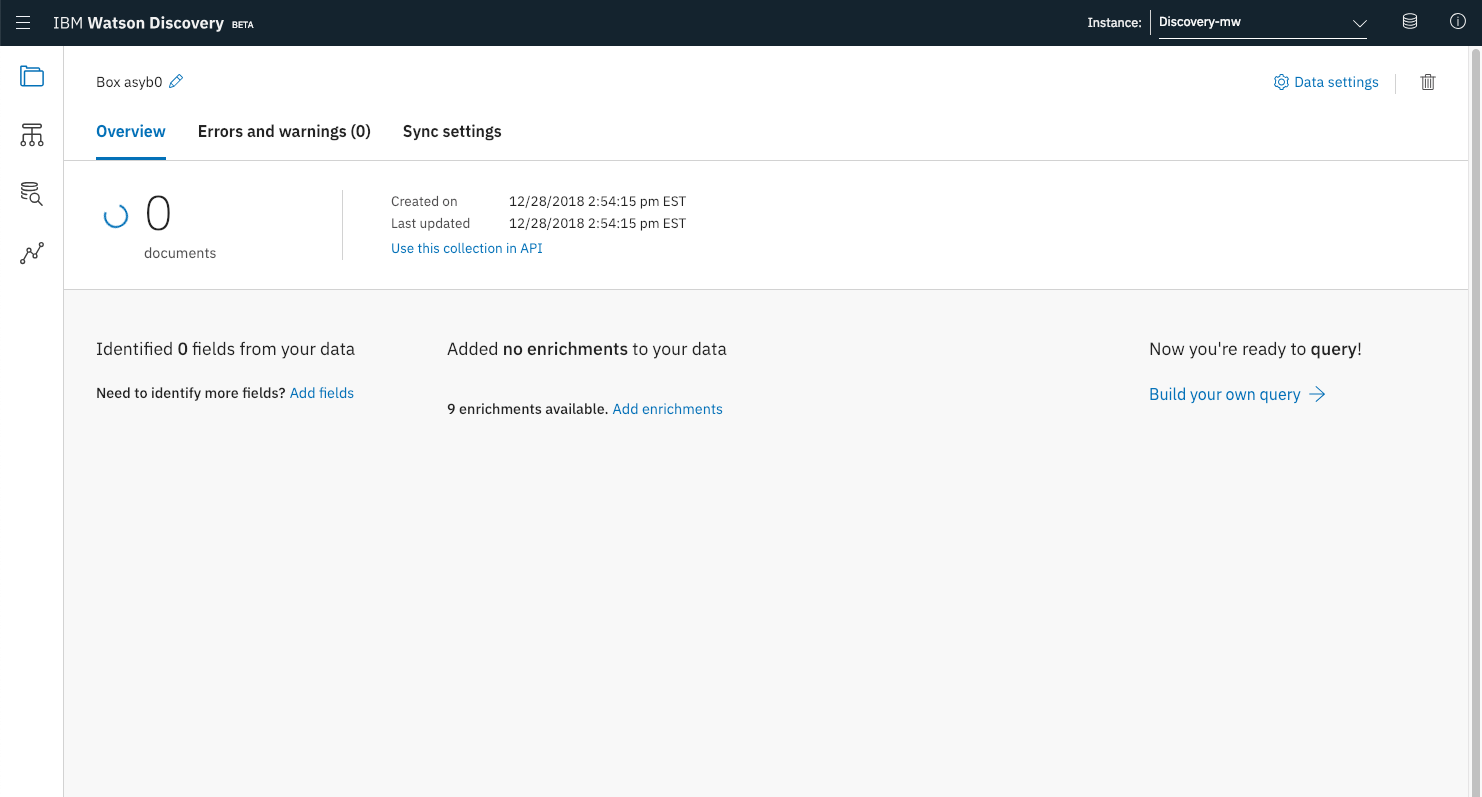 IBM Watson Discovery BETA
Instance: Discovery-mw
Box asyb0
Data settings
Overview Errors and warnings (0) Sync settings
0
documents
Created on 12/28/2018 2:54:15 pm EST
Last updated 12/28/2018 2:54:15 pm EST
Use this collection in API
Identified 0 fields from your data
Need to identify more fields? Add fields
Added no enrichments to your data
9 enrichments available. Add enrichments
Now you're ready to query!
Build your own query